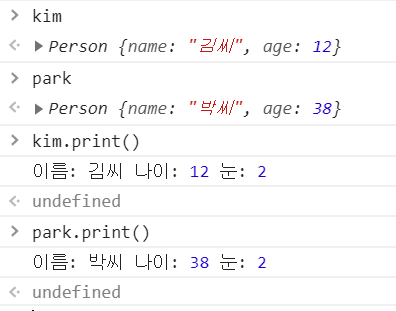 > kim
<· ▶Person {name: "김씨", age: 12}
> park
<· ▶Person {name: "박씨", age: 38}
> kim.print()
이름: 김씨 나이: 12 눈: 2
<· undefined
> park.print()
이름: 박씨 나이: 38 눈: 2
<· undefined